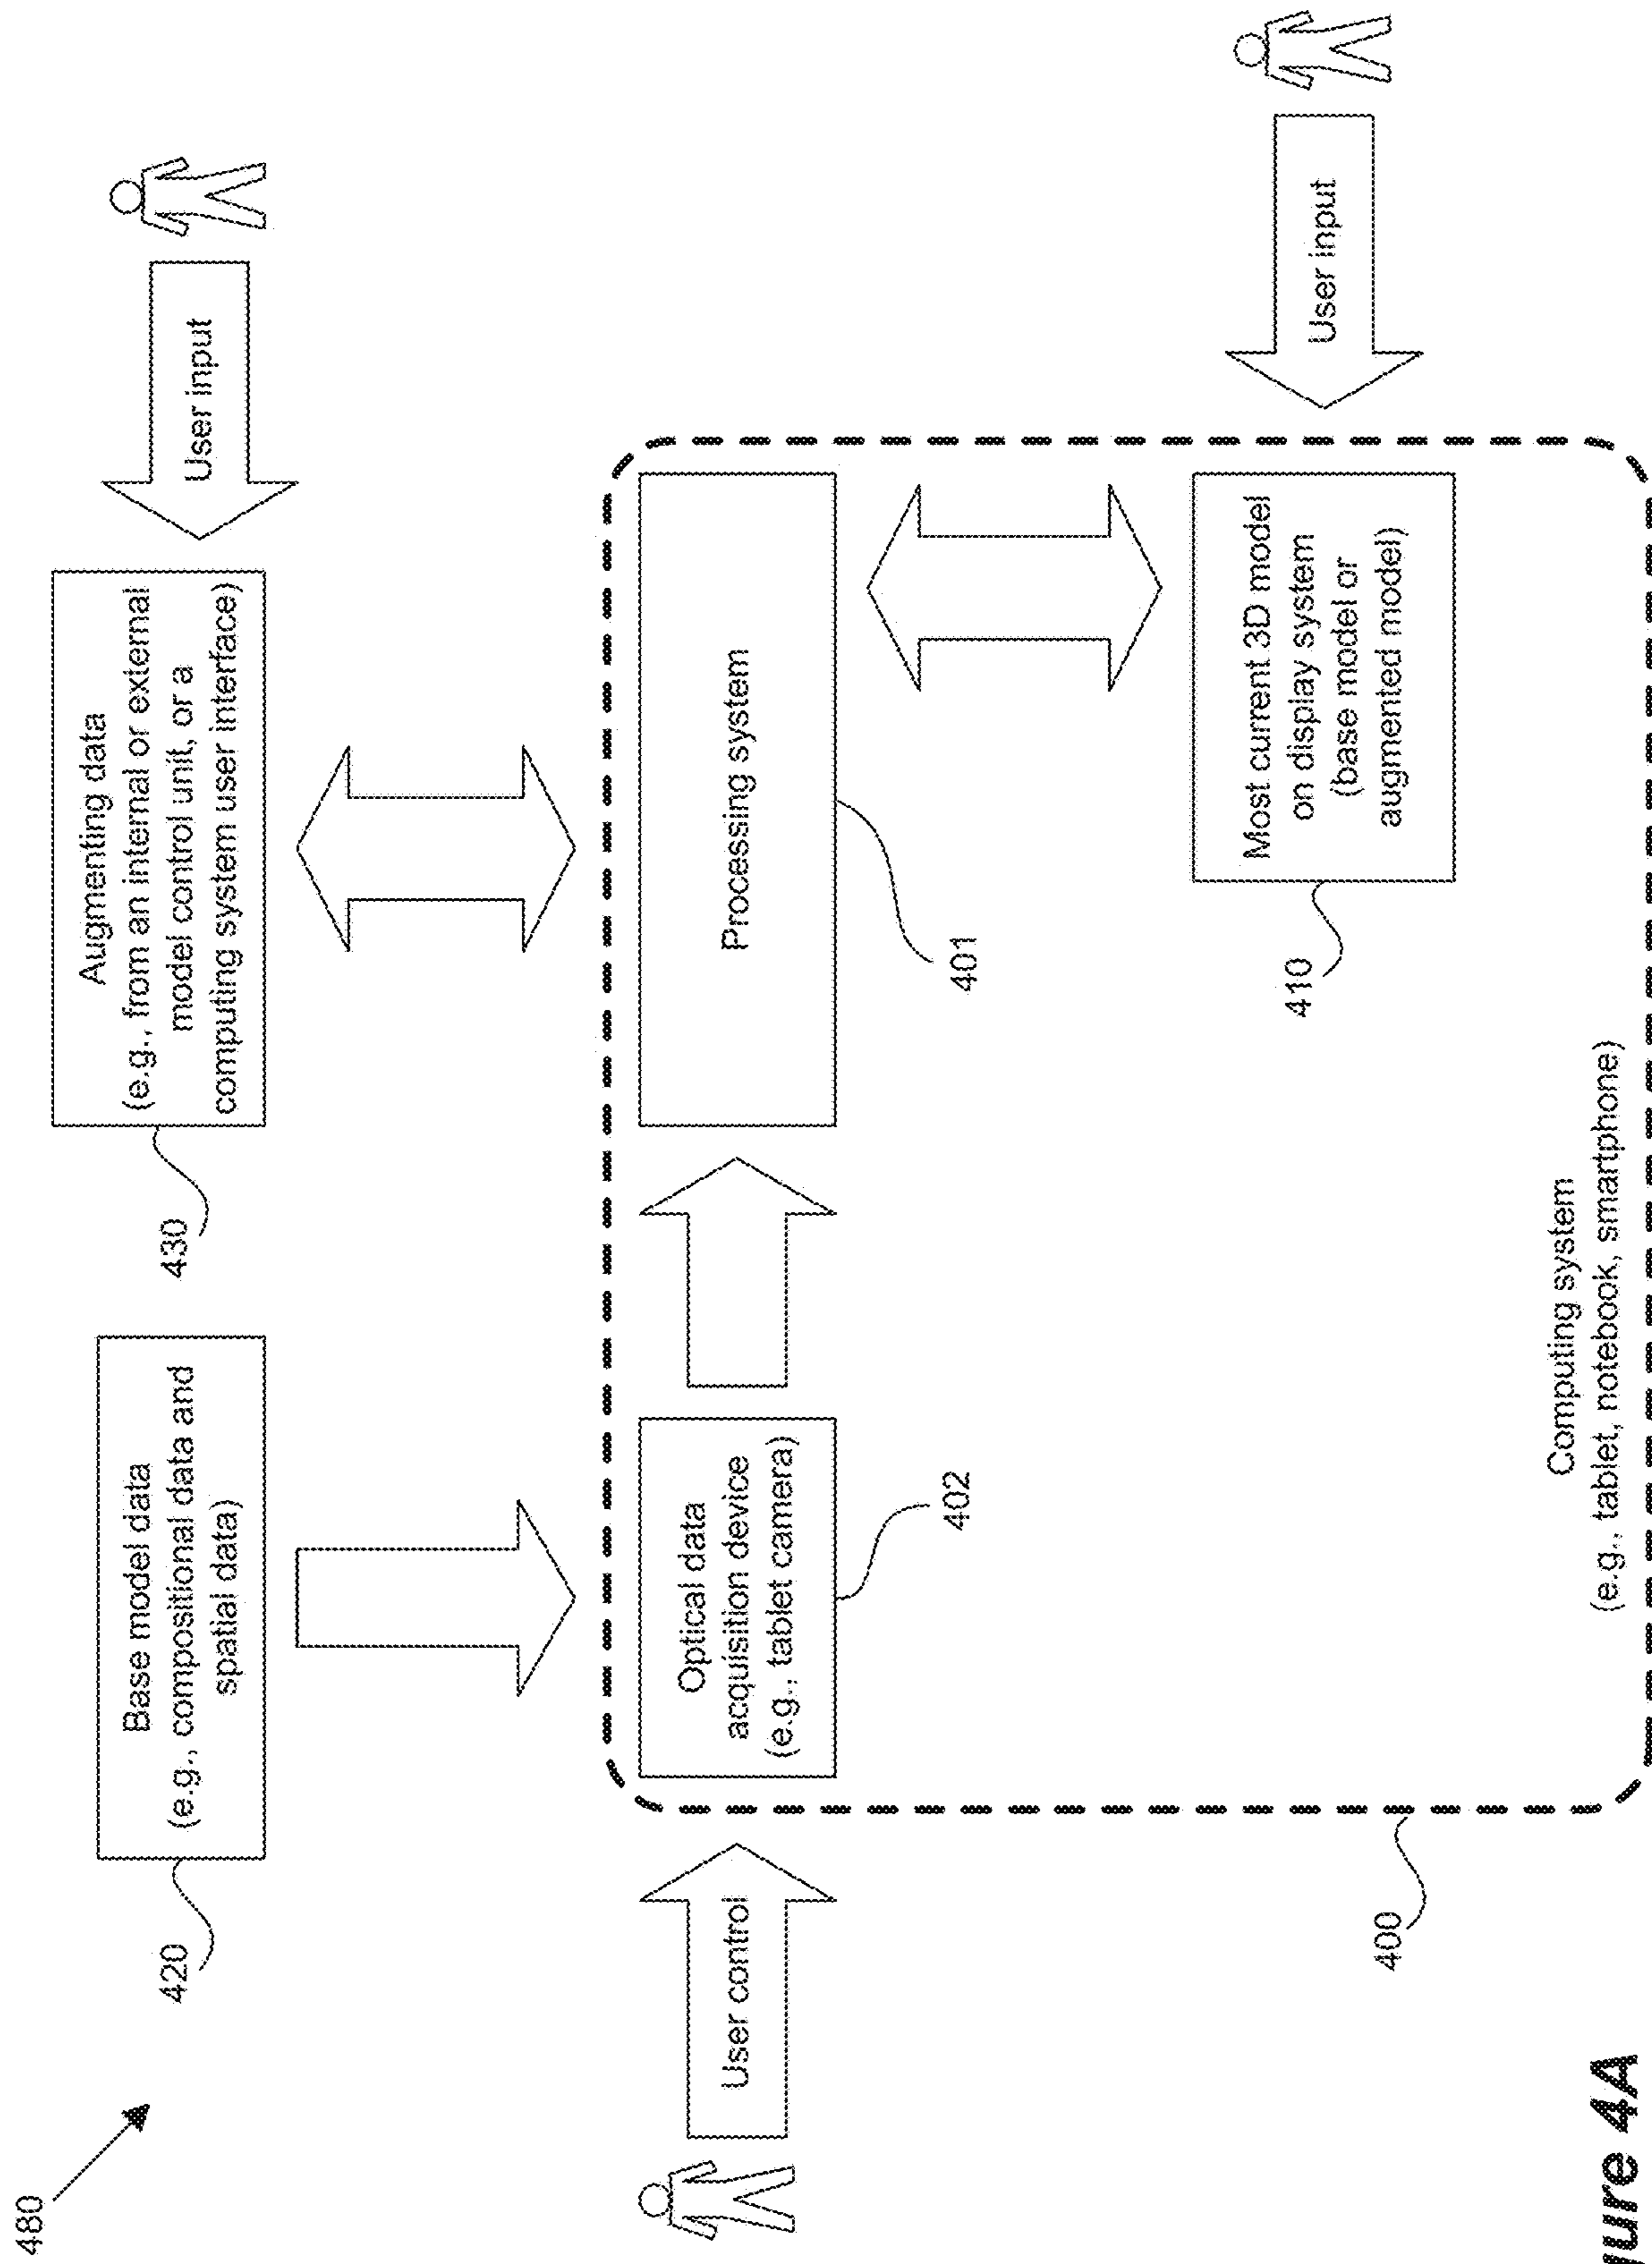 480
Base model data
(e.g., compositional data and
spatial data)
420
Augmenting data
(e.g., from an internal or external
model control unit, or a
computing system user interface)
430
User input
User control
Optical data
acquisition device
(e.g., tablet camera)
402
Processing system
401
Most current 3D model
on display system
(base model or
augmented model)
410
User input
400
Computing system
(e.g., tablet, notebook, smartphone)
gure 4A